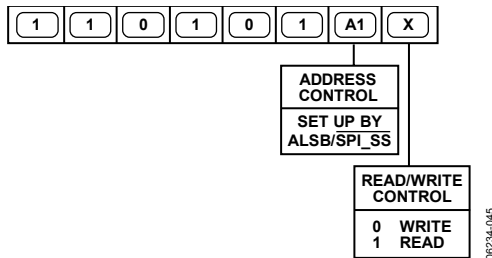 1 1 0 1 0 1 A1 X
ADDRESS
CONTROL
SET UP BY
ALSB/SPI_SS
READ/WRITE
CONTROL
0 WRITE
1 READ
06234-045